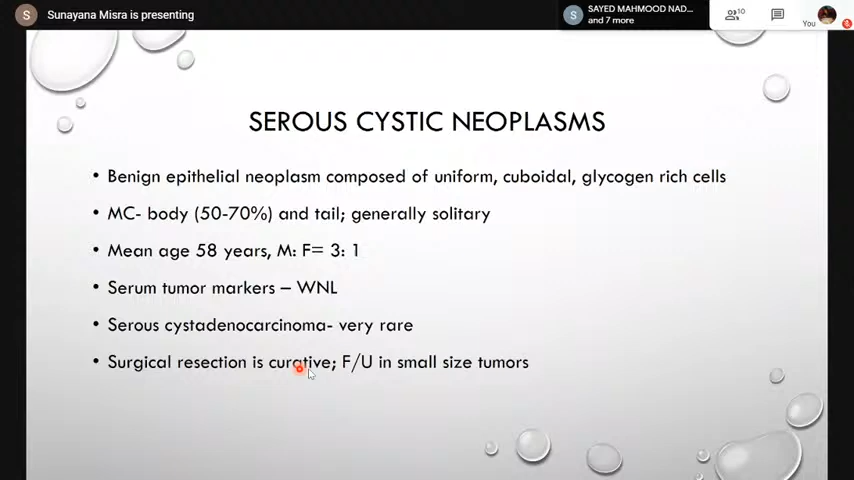 S Sunayana Misra is presenting
S SAYED MAHMOOD NAD...
and 7 more
10
You
SEROUS CYSTIC NEOPLASMS
• Benign epithelial neoplasm composed of uniform, cuboidal, glycogen rich cells
• MC- body (50-70%) and tail; generally solitary
• Mean age 58 years, M: F= 3: 1
• Serum tumor markers – WNL
• Serous cystadenocarcinoma- very rare
• Surgical resection is curative; F/U in small size tumors